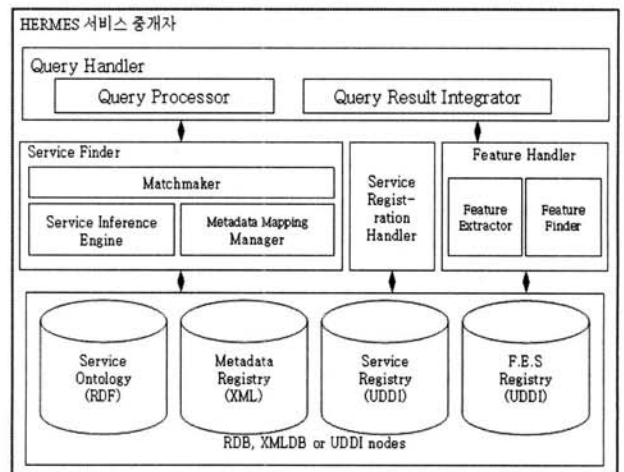 HERMES 서비스 중개자
Query Handler
Query Processor
Query Result Integrator
Service Finder
Matchmaker
Service Inference
Engine
Metadata Mapping
Manager
Service
Regist-
ration
Handler
Feature Handler
Feature
Extractor
Feature
Finder
Service
Ontology
(RDF)
Metadata
Registry
(XML)
Service
Registry
(UDDI)
F.E.S
Registry
(UDDI)
RDB, XMLDB or UDDI nodes